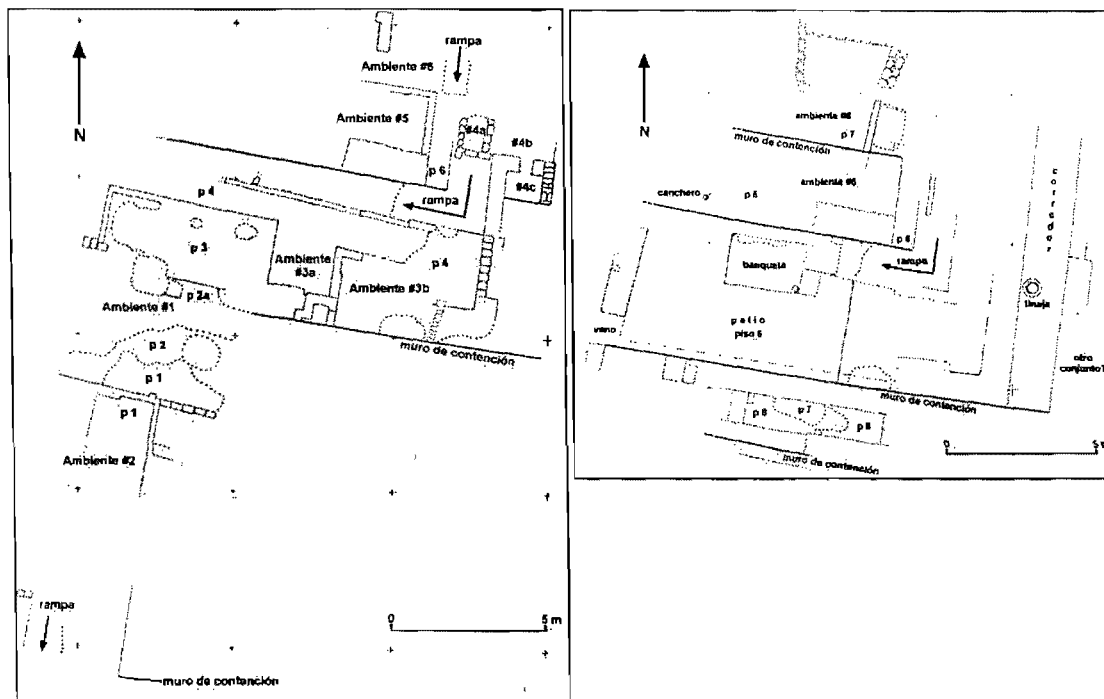 rampa
Ambiente #6
#4a
Ambiente #5
#4b
N
p 6
#4c
p 4
rampa
p 3
p 4
Ambiente
#3a
Ambiente #3b
p 2a
Ambiente #1
muro de contención
p 2
p 1
p 1
Ambiente #2
rampa
0
5 m
muro de contención
N
ambiente #6
p 7
muro de contención
ambiente #5
corredor
canchero
p 6
rampa
banqueta
tinaja
patio
piso 6
vano
otro
conjunto?
muro de contención
p 8
p 7
p 8
0
muro de contención